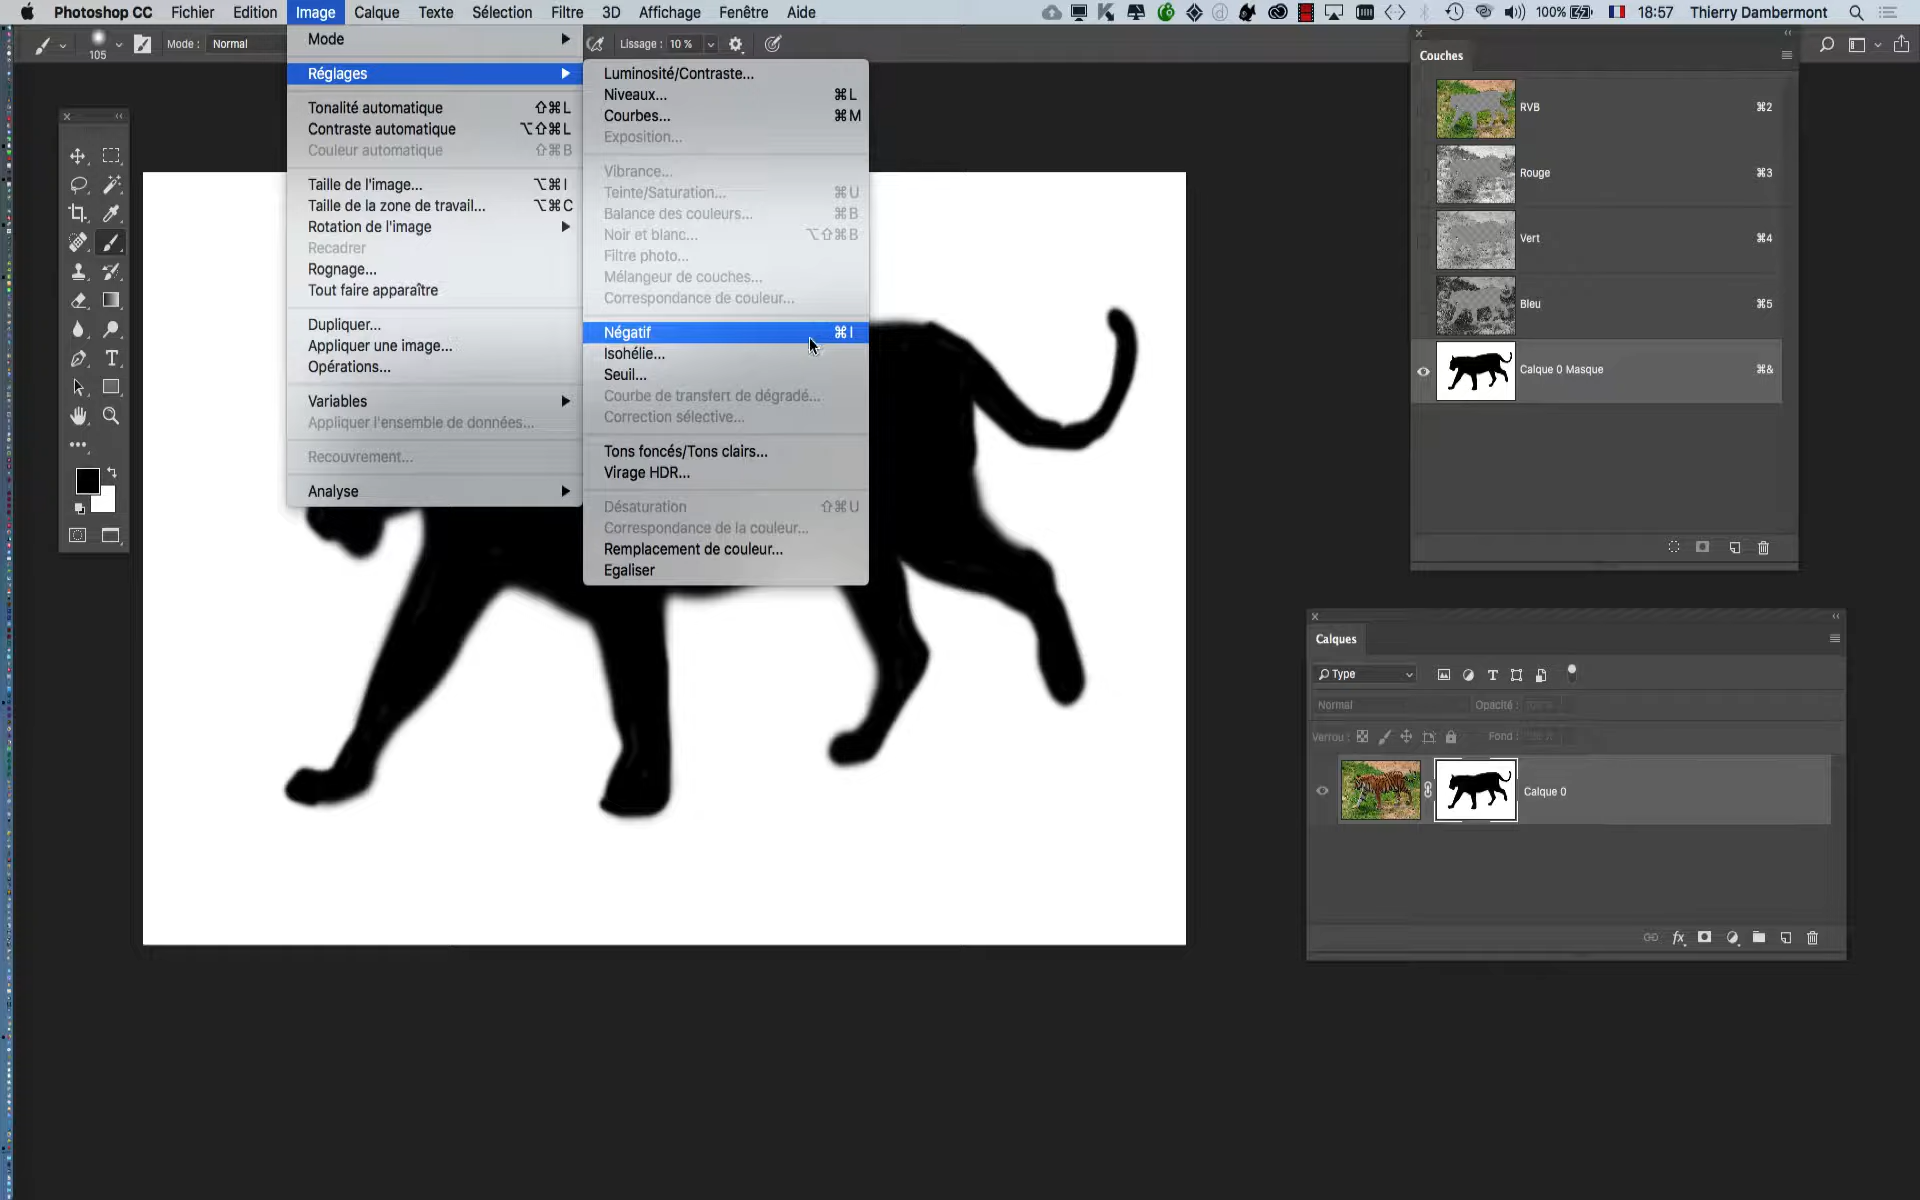 Photoshop CC Fichier Edition Image Calque Texte Sélection Filtre 3D Affichage Fenêtre Aide 100% 18:57 Thierry Dambermont
105 Mode : Normal Lissage : 10 %
Mode
Réglages
Tonalité automatique ⇧⌘L
Contraste automatique ⌥⇧⌘L
Couleur automatique ⇧⌘B
Taille de l'image... ⌥⌘I
Taille de la zone de travail... ⌥⌘C
Rotation de l'image
Recadrer
Rognage...
Tout faire apparaître
Dupliquer...
Appliquer une image...
Opérations...
Variables
Appliquer l'ensemble de données...
Recouvrement...
Analyse
Luminosité/Contraste...
Niveaux... ⌘L
Courbes... ⌘M
Exposition...
Vibrance...
Teinte/Saturation... ⌘U
Balance des couleurs... ⌘B
Noir et blanc... ⌥⇧⌘B
Filtre photo...
Mélangeur de couches...
Correspondance de couleur...
Négatif ⌘I
Isohélie...
Seuil...
Courbe de transfert de dégradé...
Correction sélective...
Tons foncés/Tons clairs...
Virage HDR...
Désaturation ⇧⌘U
Correspondance de la couleur...
Remplacement de couleur...
Egaliser
Couches
RVB ⌘2
Rouge ⌘3
Vert ⌘4
Bleu ⌘5
Calque 0 Masque ⌘&
Calques
Type
Normal Opacité :
Verrou : Fond :
Calque 0
fx